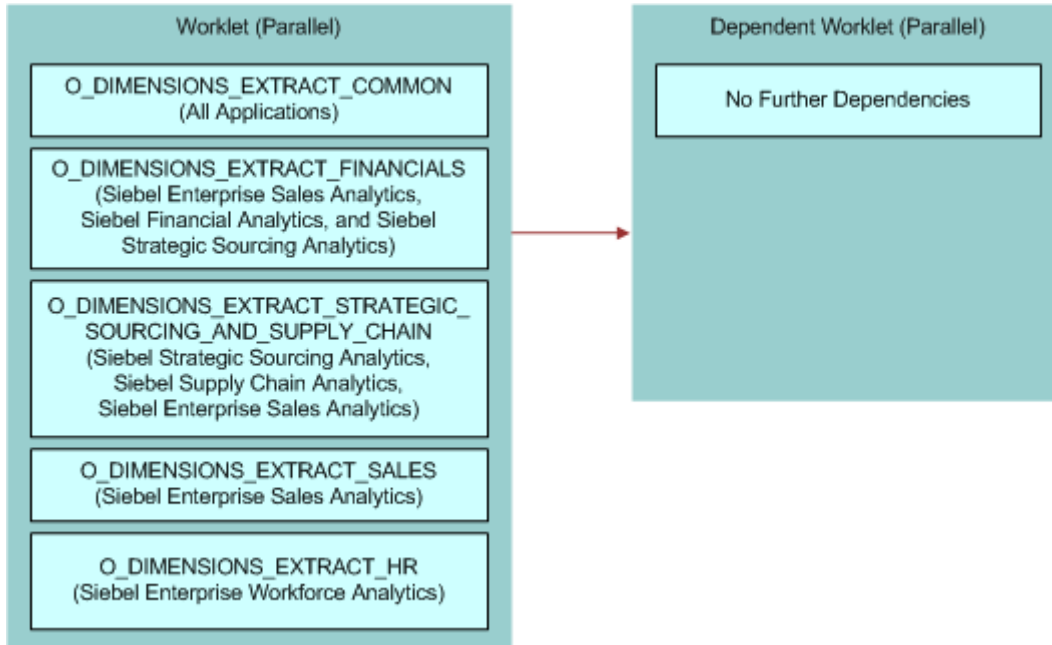 Worklet (Parallel)
O_DIMENSIONS_EXTRACT_COMMON
(All Applications)
O_DIMENSIONS_EXTRACT_FINANCIALS
(Siebel Enterprise Sales Analytics,
Siebel Financial Analytics, and Siebel
Strategic Sourcing Analytics)
O_DIMENSIONS_EXTRACT_STRATEGIC_
SOURCING_AND_SUPPLY_CHAIN
(Siebel Strategic Sourcing Analytics,
Siebel Supply Chain Analytics,
Siebel Enterprise Sales Analytics)
O_DIMENSIONS_EXTRACT_SALES
(Siebel Enterprise Sales Analytics)
O_DIMENSIONS_EXTRACT_HR
(Siebel Enterprise Workforce Analytics)
Dependent Worklet (Parallel)
No Further Dependencies